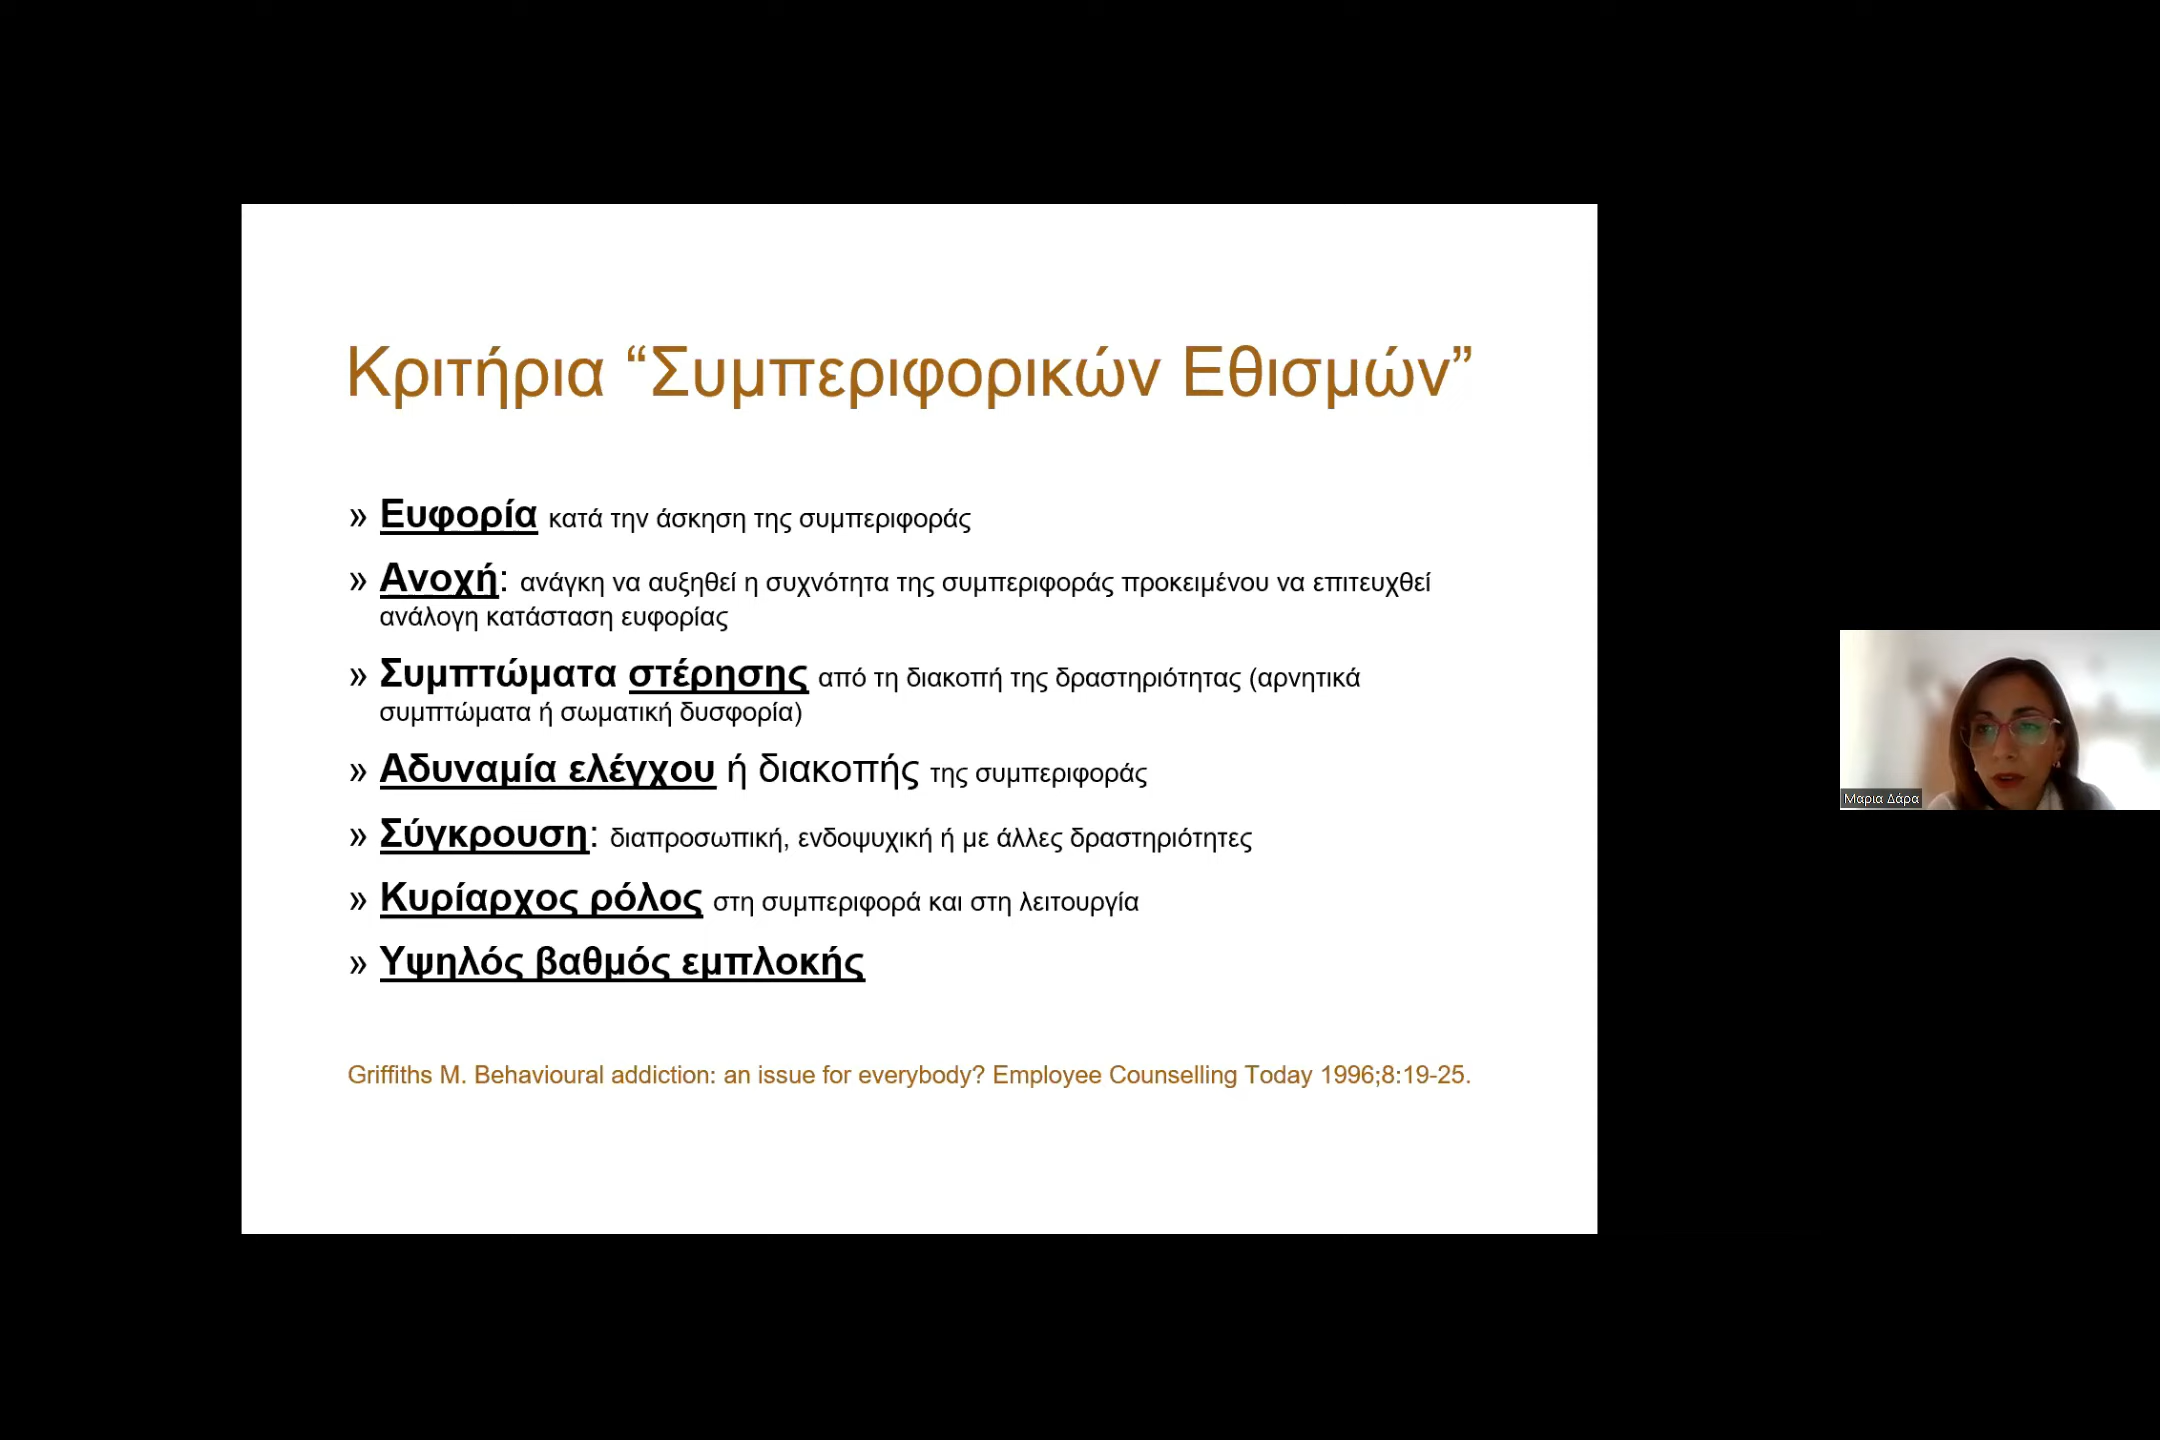 Κριτήρια “Συμπεριφορικών Εθισμών”
» Ευφορία κατά την άσκηση της συμπεριφοράς
» Ανοχή: ανάγκη να αυξηθεί η συχνότητα της συμπεριφοράς προκειμένου να επιτευχθεί
ανάλογη κατάσταση ευφορίας
» Συμπτώματα στέρησης από τη διακοπή της δραστηριότητας (αρνητικά
συμπτώματα ή σωματική δυσφορία)
» Αδυναμία ελέγχου ή διακοπής της συμπεριφοράς
» Σύγκρουση: διαπροσωπική, ενδοψυχική ή με άλλες δραστηριότητες
» Κυρίαρχος ρόλος στη συμπεριφορά και στη λειτουργία
» Υψηλός βαθμός εμπλοκής
Griffiths M. Behavioural addiction: an issue for everybody? Employee Counselling Today 1996;8:19-25.
Μαρια Δάρα